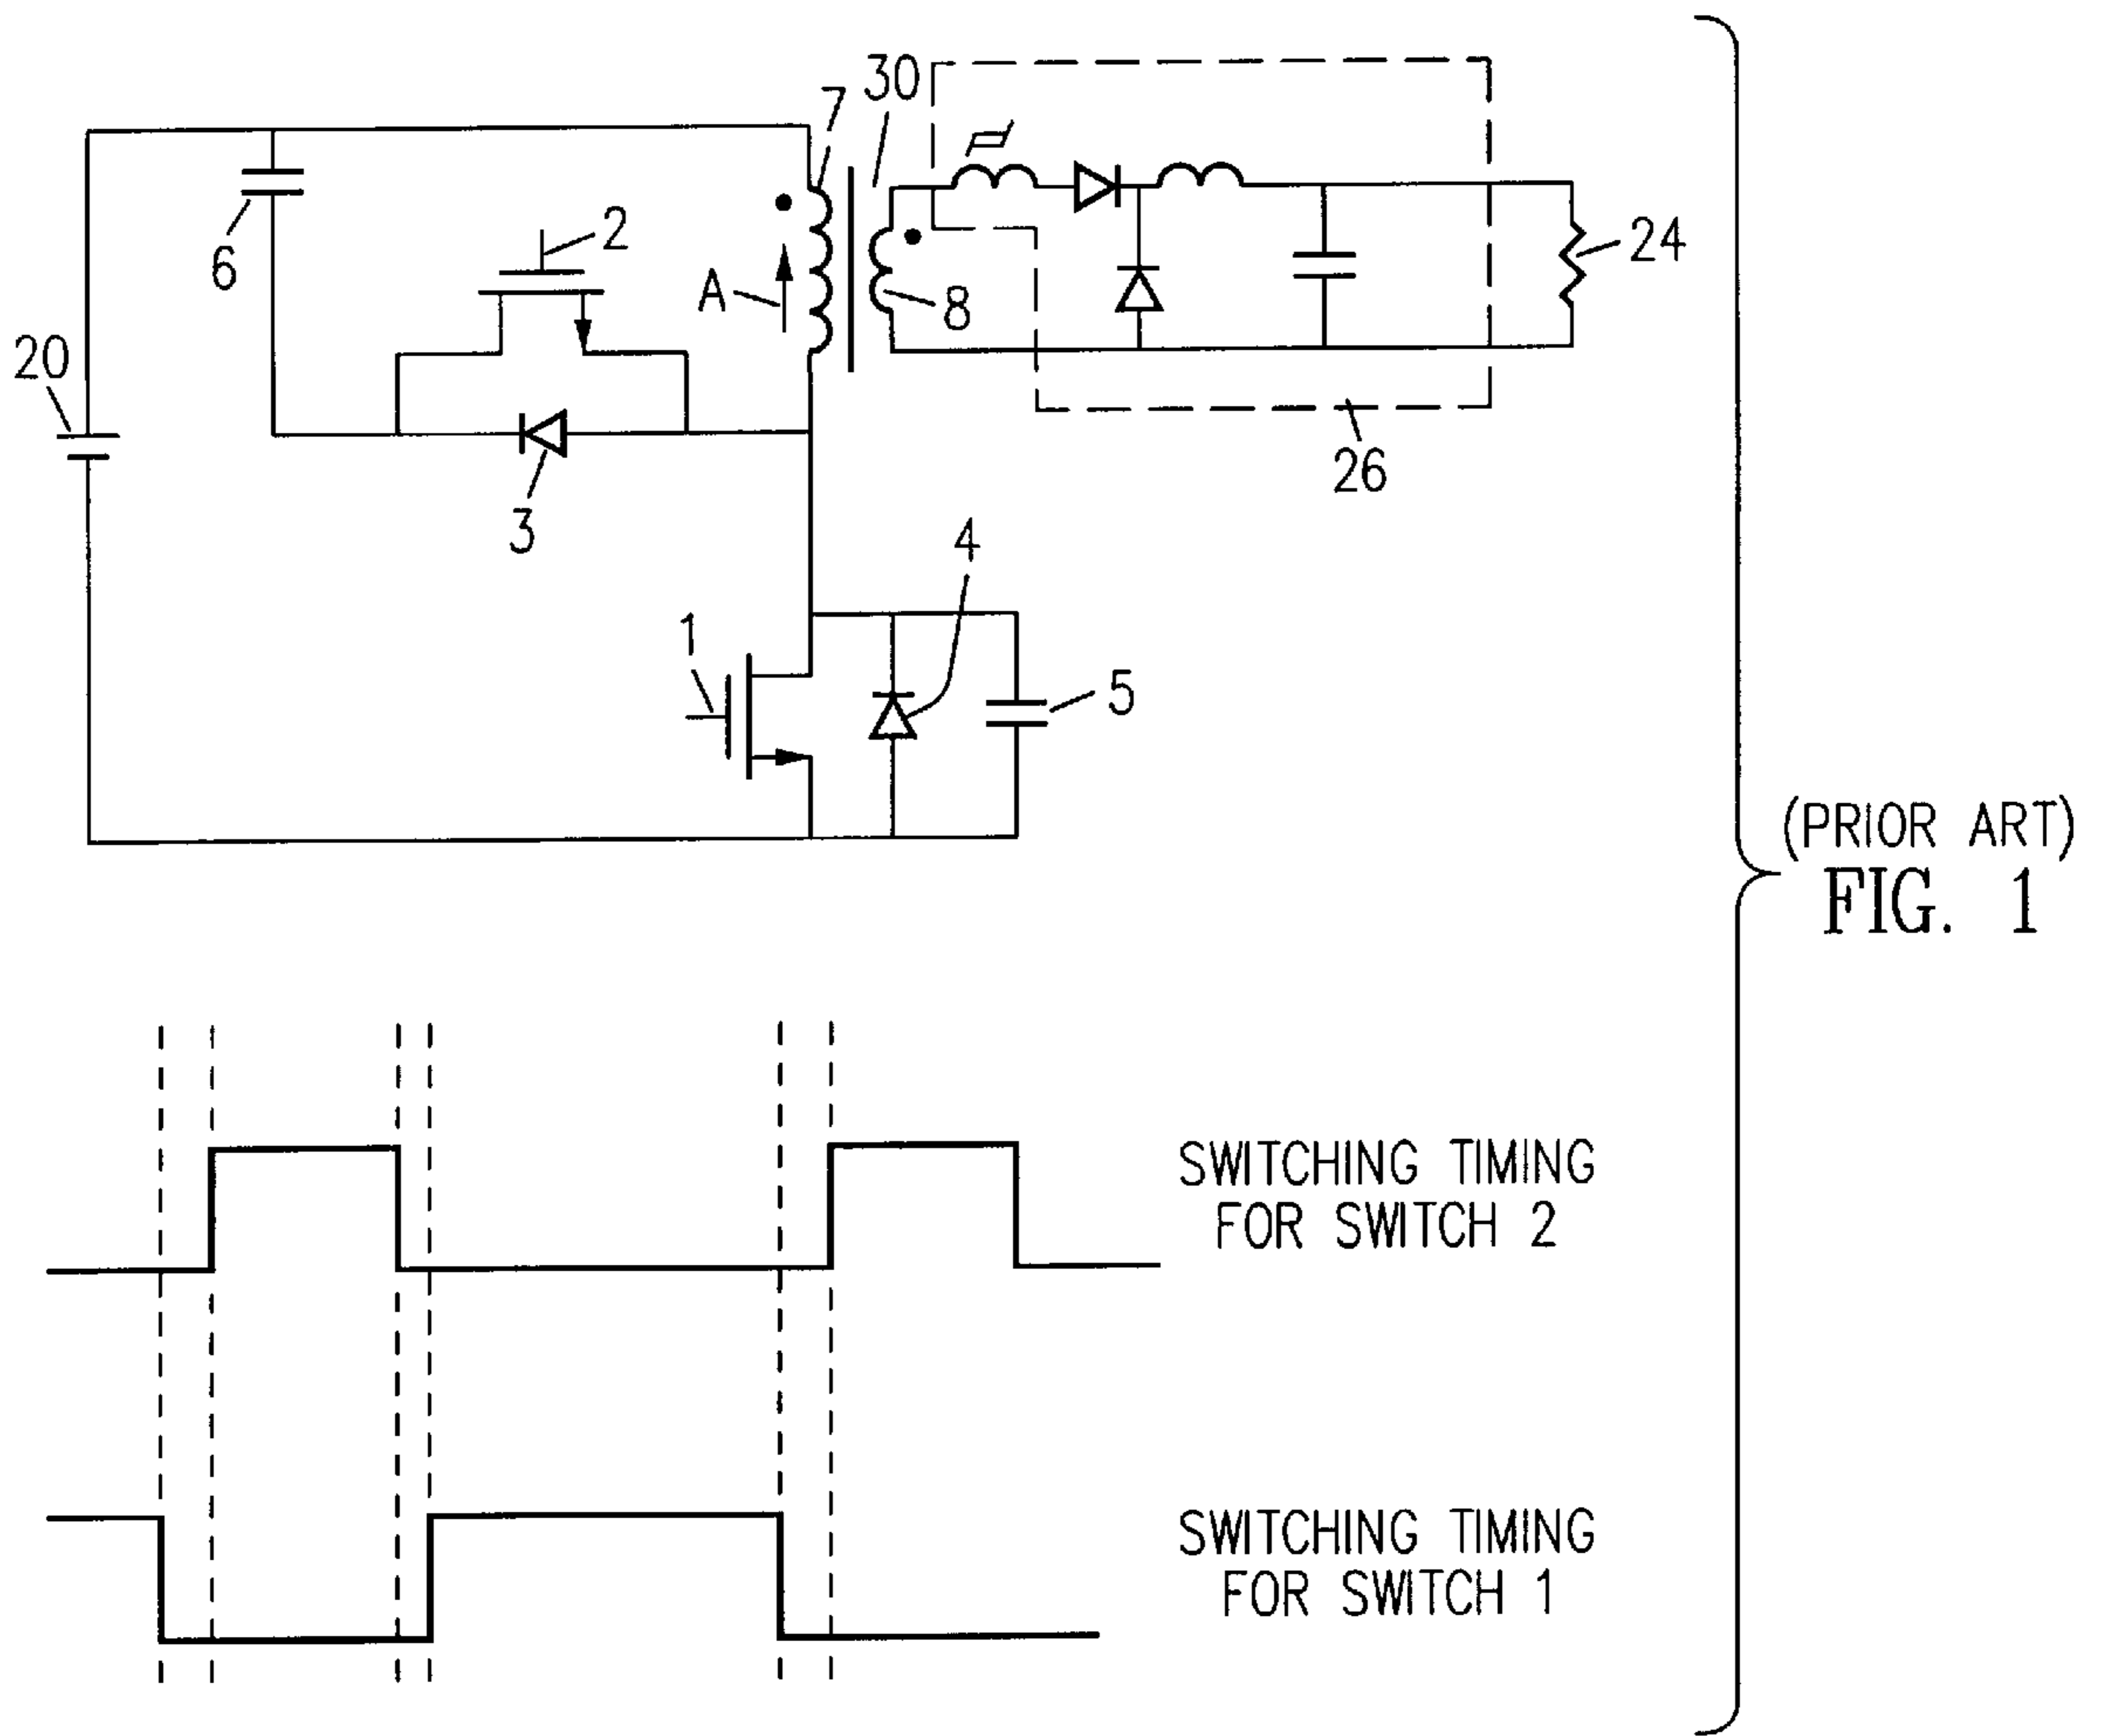 30
7
2
6
A
8
24
20
26
3
4
1
5
(PRIOR ART)
FIG. 1
SWITCHING TIMING
FOR SWITCH 2
SWITCHING TIMING
FOR SWITCH 1